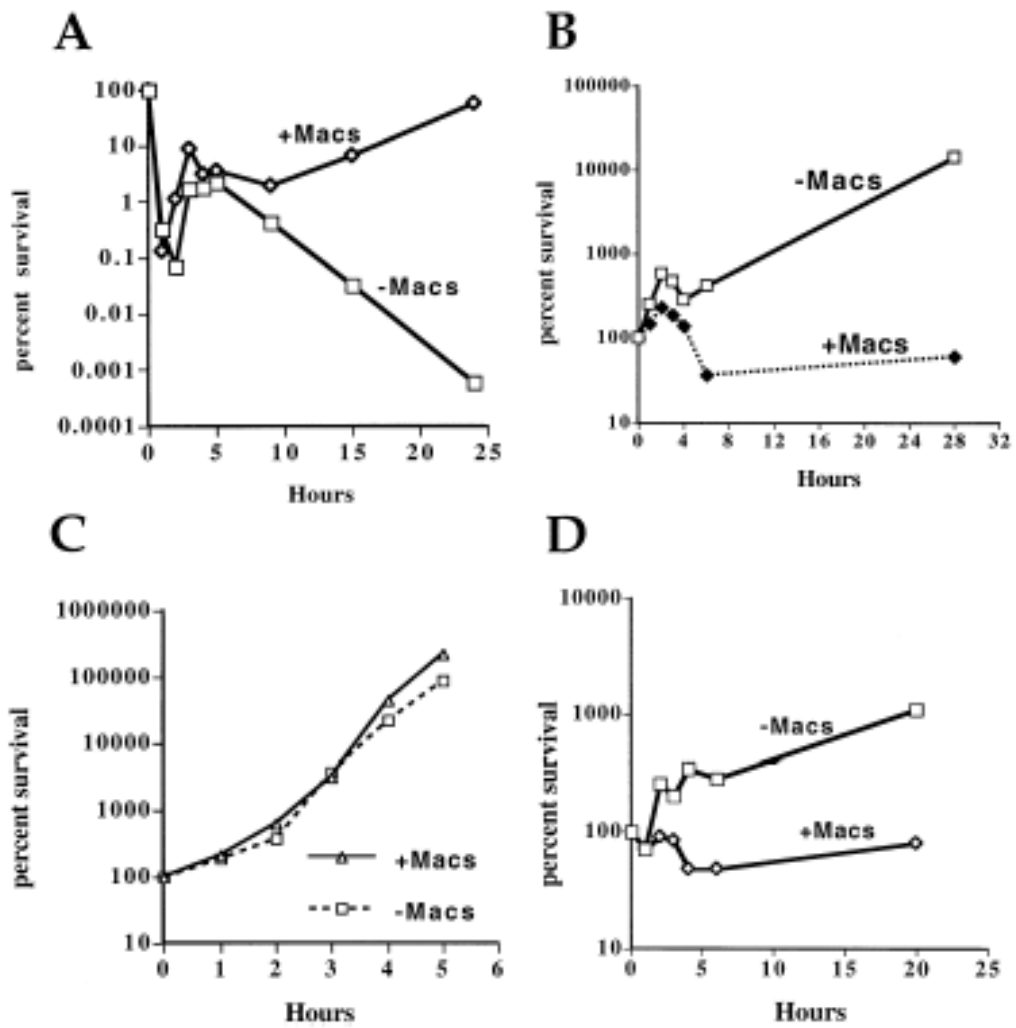 A
percent survival
100
10
1
0.1
0.01
0.001
0.0001
+Macs
-Macs
0 5 10 15 20 25
Hours
B
percent survival
100000
10000
1000
100
10
-Macs
+Macs
0 4 8 12 16 20 24 28 32
Hours
C
percent survival
1000000
100000
10000
1000
100
10
+Macs
-Macs
0 1 2 3 4 5 6
Hours
D
percent survival
10000
1000
100
10
-Macs
+Macs
0 5 10 15 20 25
Hours